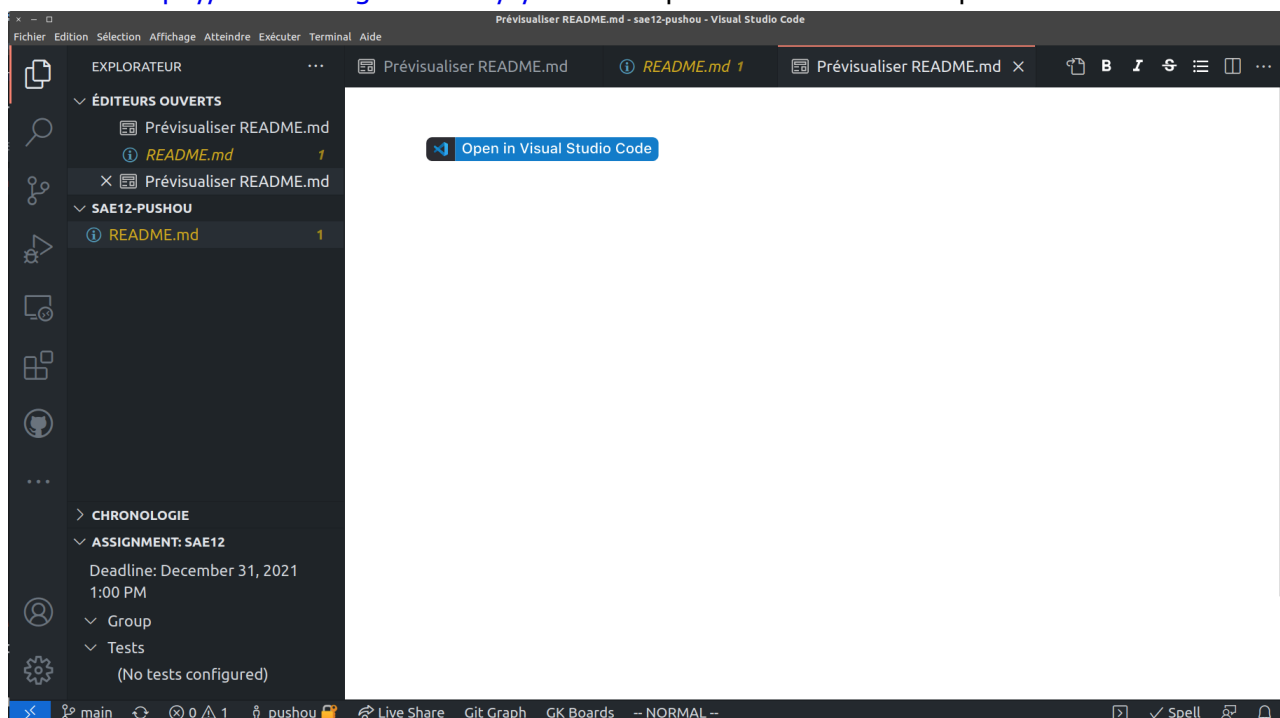 Prévisualiser README.md - sae12-pushou - Visual Studio Code
Fichier Edition Sélection Affichage Atteindre Exécuter Terminal Aide
EXPLORATEUR ...
Prévisualiser README.md README.md 1 Prévisualiser README.md
B I S ...
ÉDITEURS OUVERTS
Prévisualiser README.md
README.md 1
Prévisualiser README.md
SAE12-PUSHOU
README.md 1
Open in Visual Studio Code
CHRONOLOGIE
ASSIGNMENT: SAE12
Deadline: December 31, 2021
1:00 PM
Group
Tests
(No tests configured)
main 0 1 pushou Live Share Git Graph GK Boards -- NORMAL -- Spell